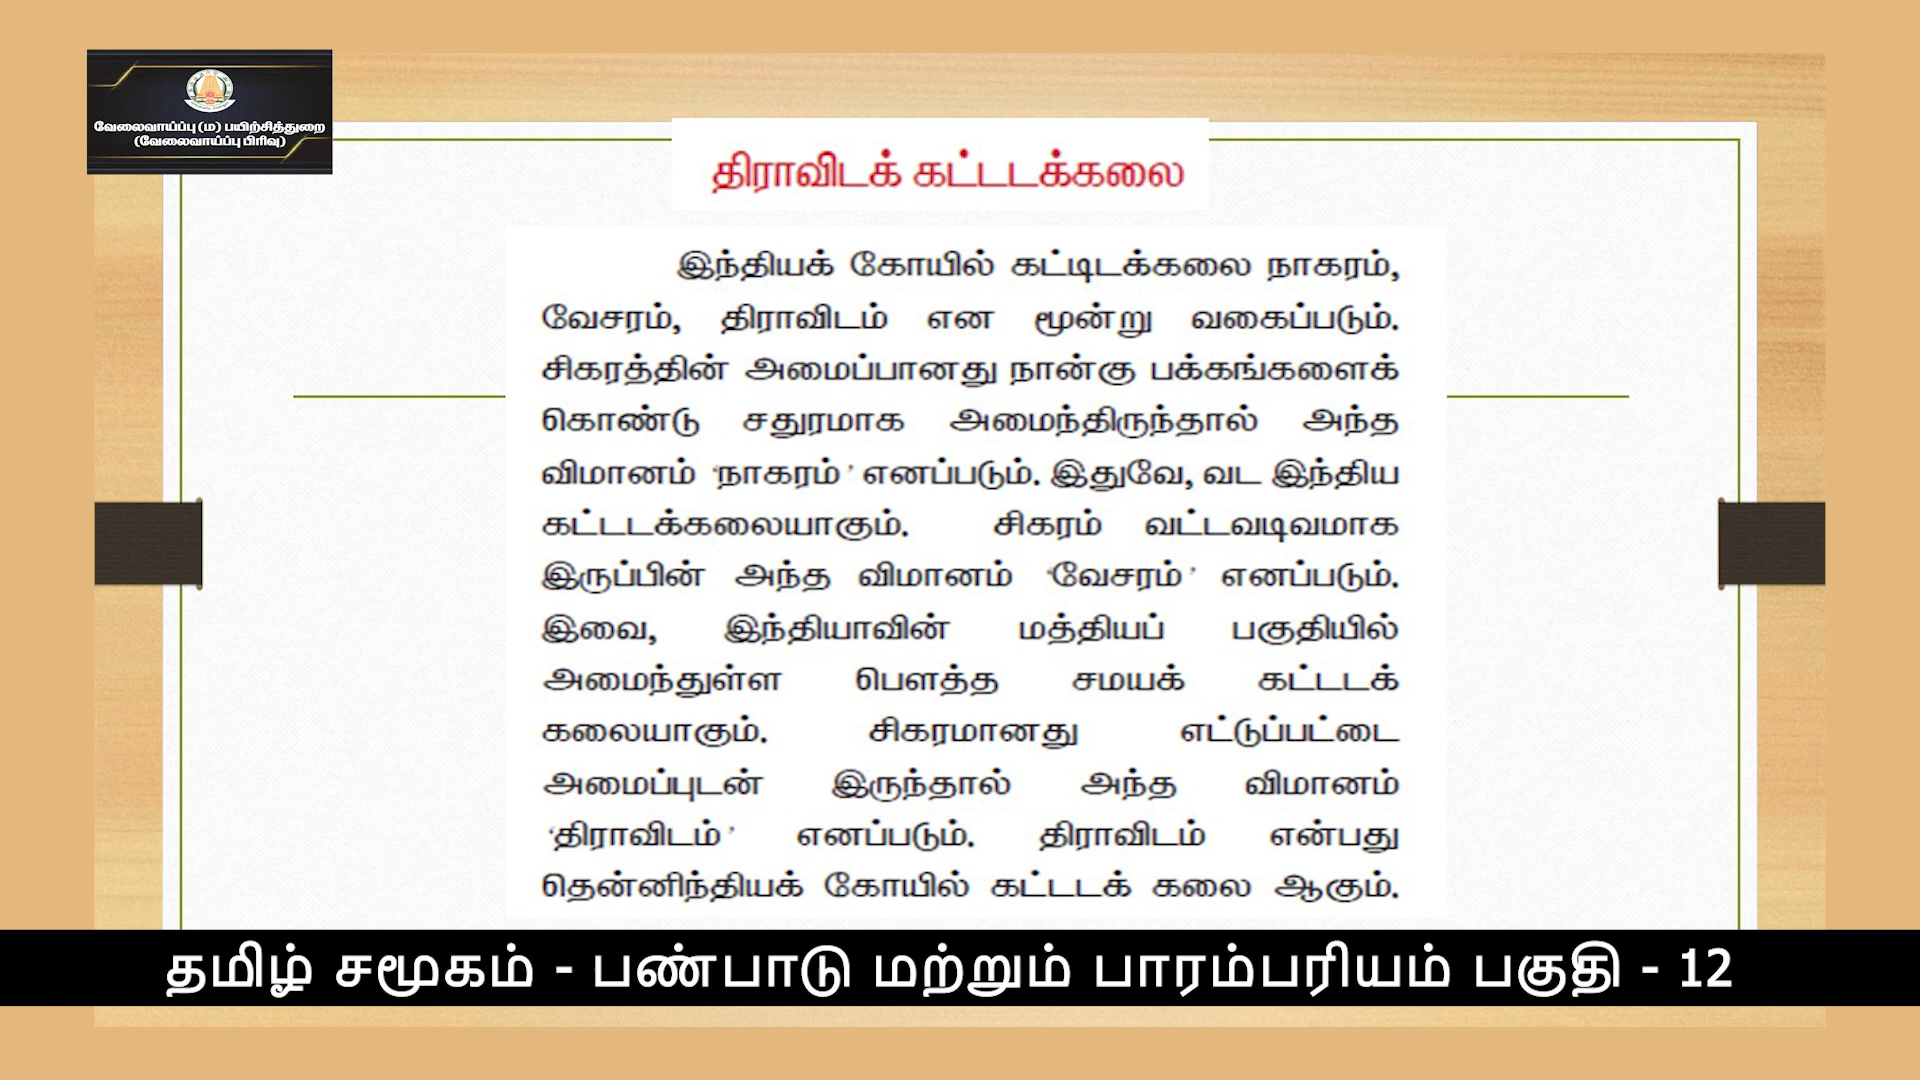 வேலைவாய்ப்பு (ம) பயிற்சித்துறை
(வேலைவாய்ப்பு பிரிவு)
திராவிடக் கட்டடக்கலை
இந்தியக் கோயில் கட்டிடக்கலை நாகரம்,
வேசரம், திராவிடம் என மூன்று வகைப்படும்.
சிகரத்தின் அமைப்பானது நான்கு பக்கங்களைக்
கொண்டு சதுரமாக அமைந்திருந்தால் அந்த
விமானம் ‘நாகரம்’ எனப்படும். இதுவே, வட இந்திய
கட்டடக்கலையாகும். சிகரம் வட்டவடிவமாக
இருப்பின் அந்த விமானம் ‘வேசரம்’ எனப்படும்.
இவை, இந்தியாவின் மத்தியப் பகுதியில்
அமைந்துள்ள பௌத்த சமயக் கட்டடக்
கலையாகும். சிகரமானது எட்டுப்பட்டை
அமைப்புடன் இருந்தால் அந்த விமானம்
‘திராவிடம்’ எனப்படும். திராவிடம் என்பது
தென்னிந்தியக் கோயில் கட்டடக் கலை ஆகும்.
தமிழ் சமூகம் - பண்பாடு மற்றும் பாரம்பரியம் பகுதி - 12